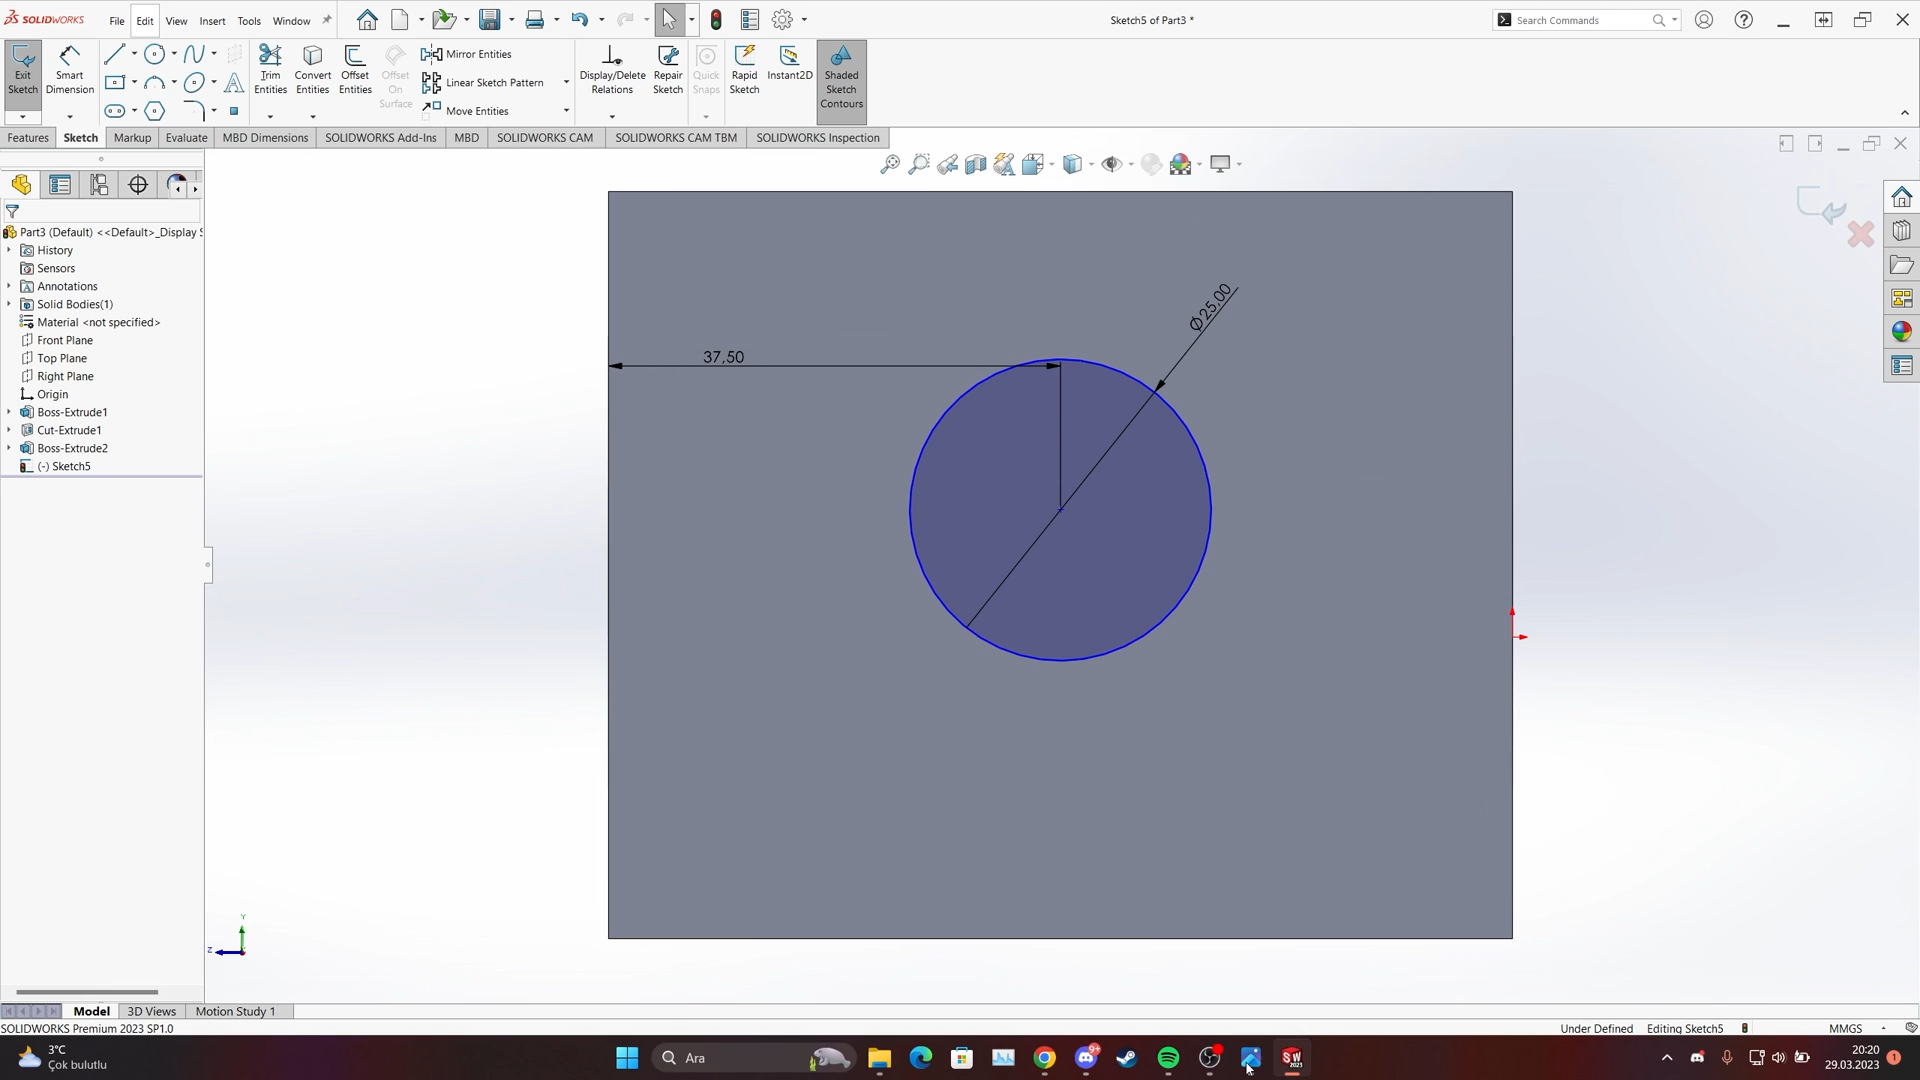 SOLIDWORKS
File
Edit
View
Insert
Tools
Window
Sketch5 of Part3 *
Search Commands
Exit Sketch
Smart Dimension
Trim Entities
Convert Entities
Offset Entities
Offset On Surface
Mirror Entities
Linear Sketch Pattern
Move Entities
Display/Delete Relations
Repair Sketch
Quick Snaps
Rapid Sketch
Instant2D
Shaded Sketch Contours
Features
Sketch
Markup
Evaluate
MBD Dimensions
SOLIDWORKS Add-Ins
MBD
SOLIDWORKS CAM
SOLIDWORKS CAM TBM
SOLIDWORKS Inspection
Part3 (Default) <<Default>_Display S
History
Sensors
Annotations
Solid Bodies(1)
Material <not specified>
Front Plane
Top Plane
Right Plane
Origin
Boss-Extrude1
Cut-Extrude1
Boss-Extrude2
(-) Sketch5
37,50
Ø25,00
Y
Z
Model
3D Views
Motion Study 1
SOLIDWORKS Premium 2023 SP1.0
Under Defined
Editing Sketch5
MMGS
3°C
Çok bulutlu
Ara
9+
SW
2023
20:20
29.03.2023
1